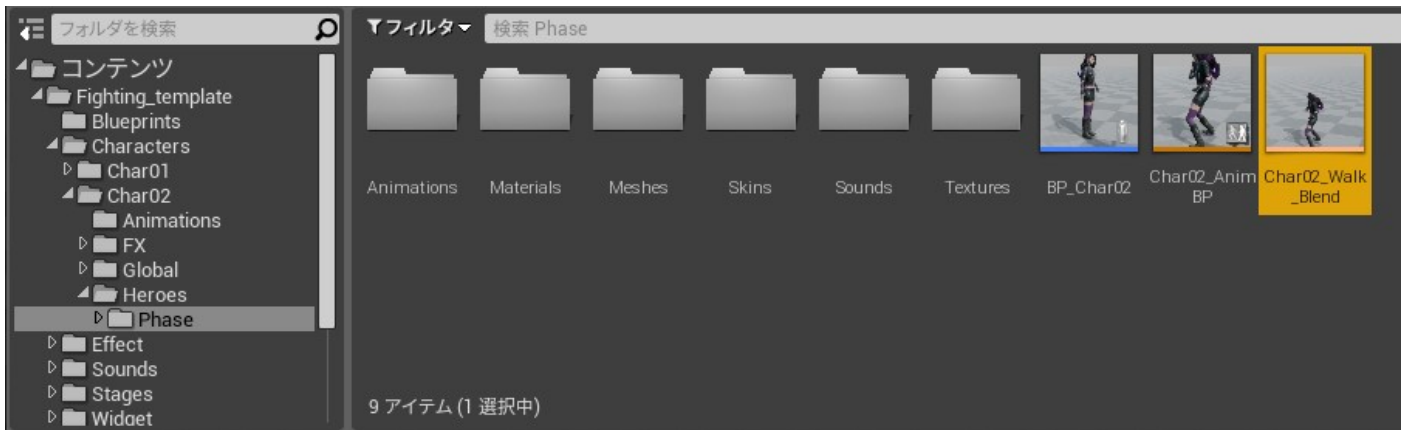 フォルダを検索
コンテンツ
Fighting_template
Blueprints
Characters
Char01
Char02
Animations
FX
Global
Heroes
Phase
Effect
Sounds
Stages
Widget
フィルタ
検索 Phase
Animations
Materials
Meshes
Skins
Sounds
Textures
BP_Char02
Char02_Anim
BP
Char02_Walk
_Blend
9 アイテム (1 選択中)